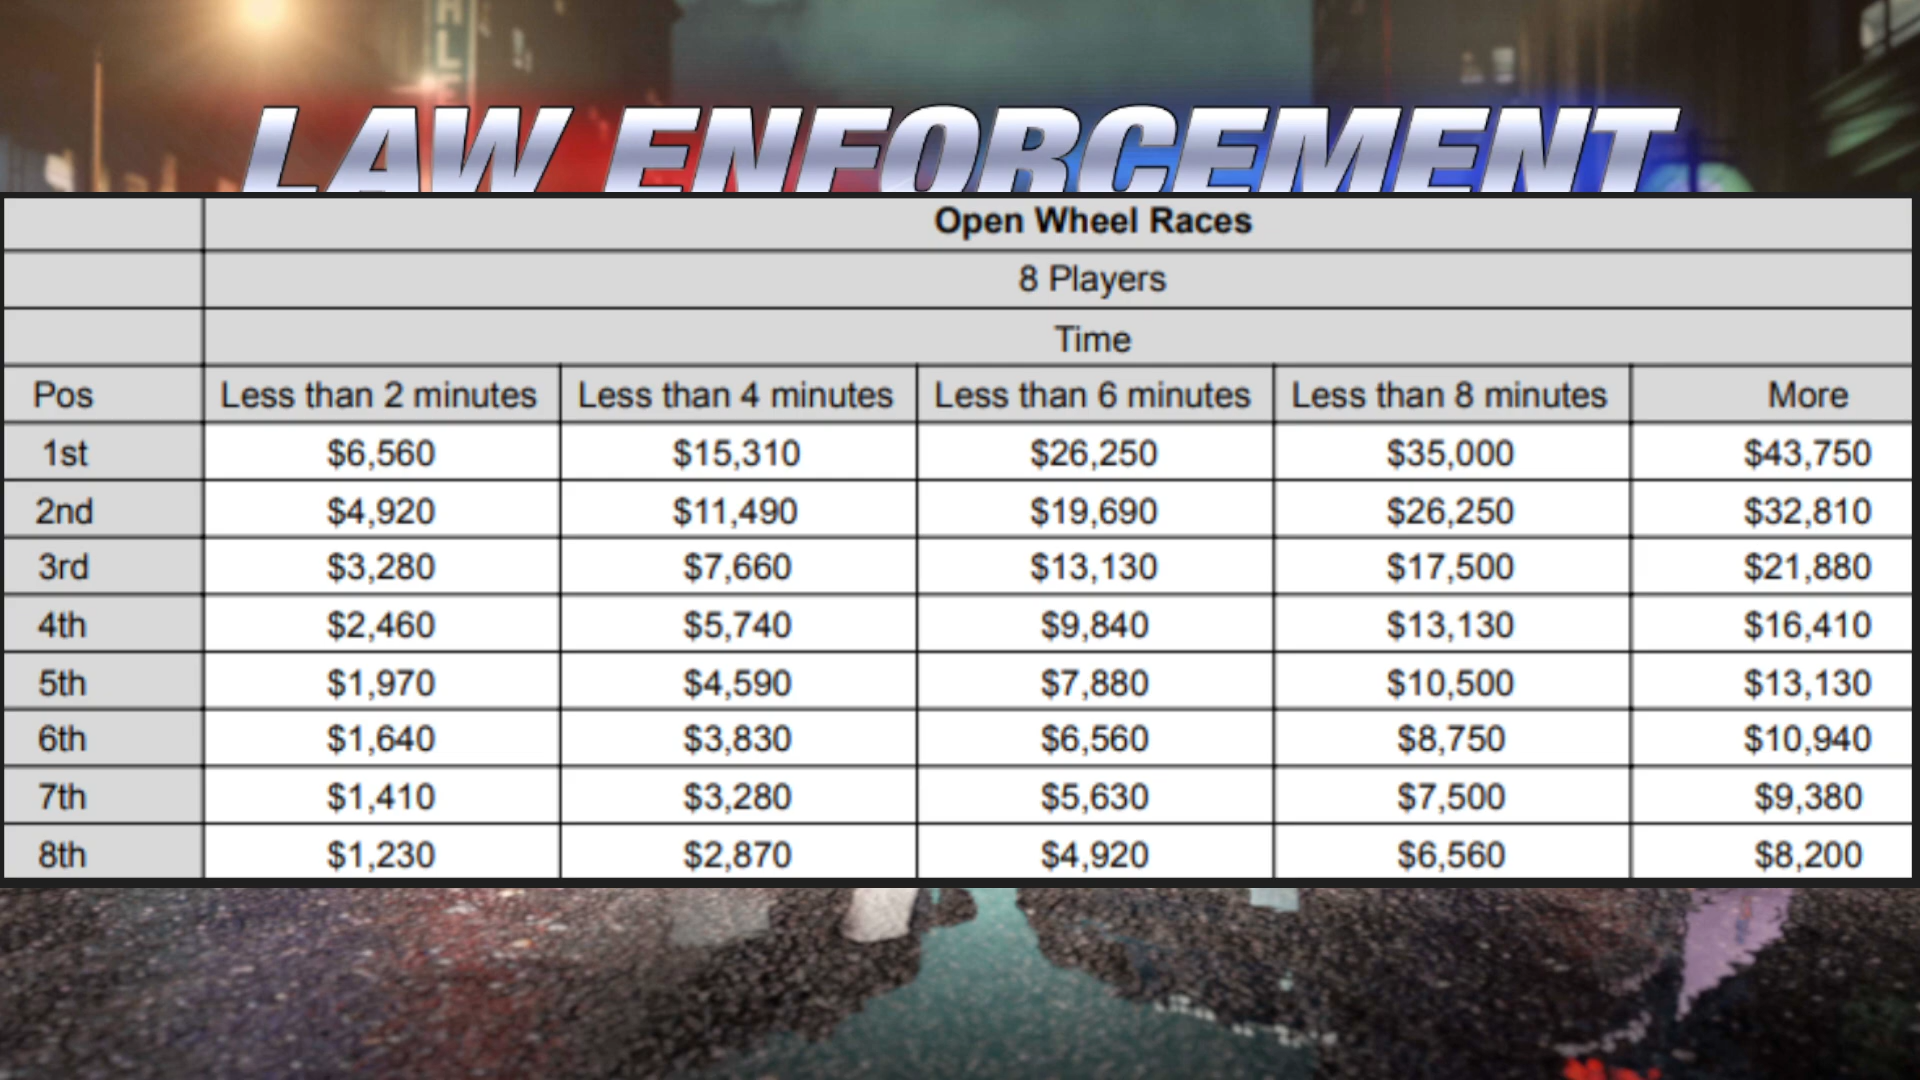 LAW ENFORCEMENT
Open Wheel Races
8 Players
Time
Pos Less than 2 minutes Less than 4 minutes Less than 6 minutes Less than 8 minutes More
1st $6,560 $15,310 $26,250 $35,000 $43,750
2nd $4,920 $11,490 $19,690 $26,250 $32,810
3rd $3,280 $7,660 $13,130 $17,500 $21,880
4th $2,460 $5,740 $9,840 $13,130 $16,410
5th $1,970 $4,590 $7,880 $10,500 $13,130
6th $1,640 $3,830 $6,560 $8,750 $10,940
7th $1,410 $3,280 $5,630 $7,500 $9,380
8th $1,230 $2,870 $4,920 $6,560 $8,200